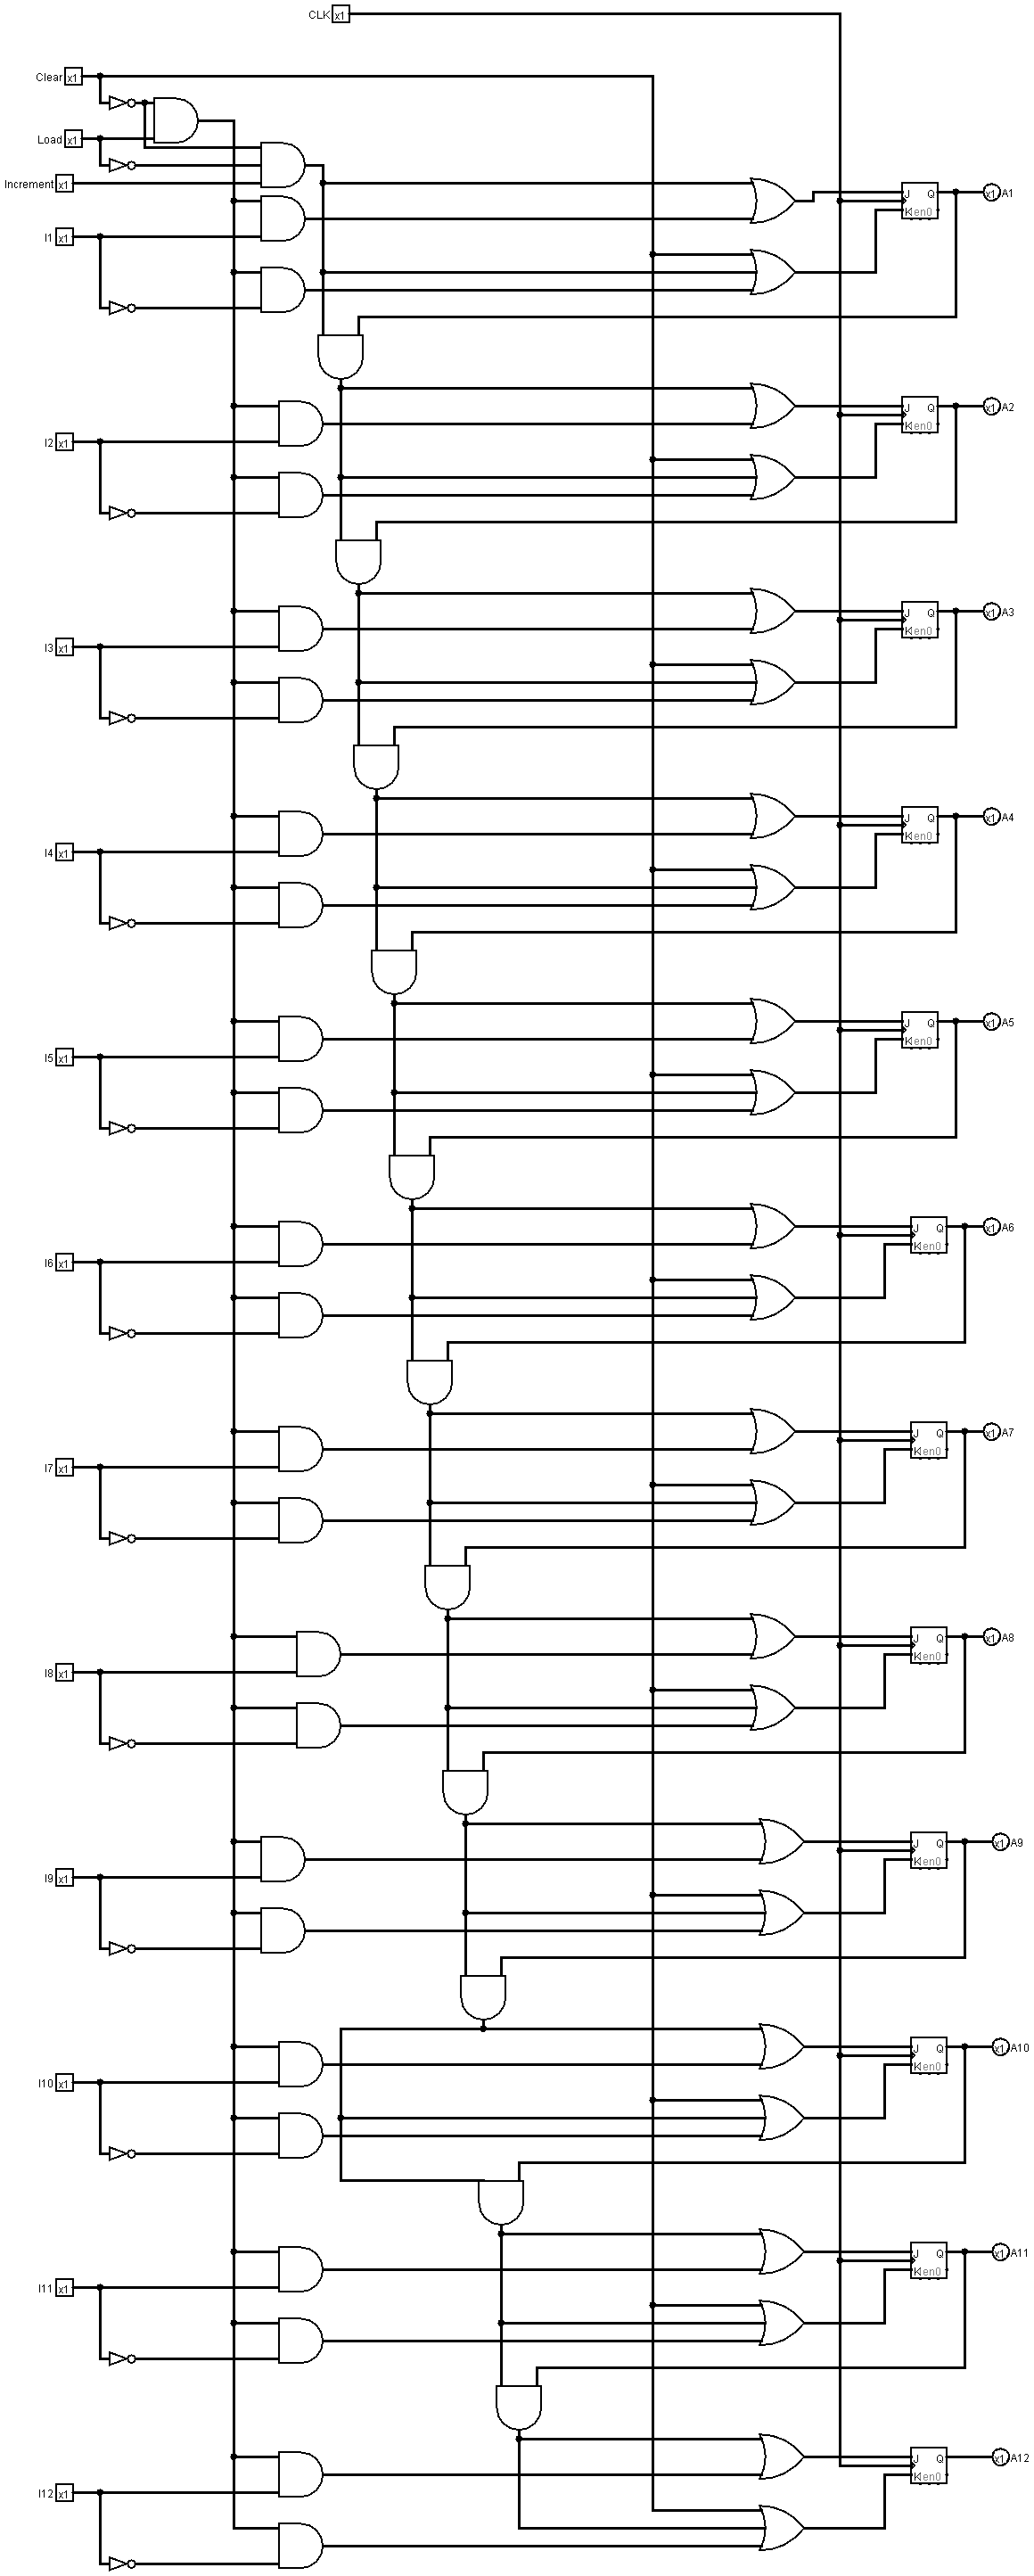 CLK x1
Clear x1
Load x1
Increment x1
J Q x1 A1
K en0
I1 x1
J Q x1 A2
K en0
I2 x1
J Q x1 A3
K en0
I3 x1
J Q x1 A4
K en0
I4 x1
J Q x1 A5
K en0
I5 x1
J Q x1 A6
K en0
I6 x1
J Q x1 A7
K en0
I7 x1
J Q x1 A8
K en0
I8 x1
J Q x1 A9
K en0
I9 x1
J Q x1 A10
K en0
I10 x1
J Q x1 A11
K en0
I11 x1
J Q x1 A12
K en0
I12 x1